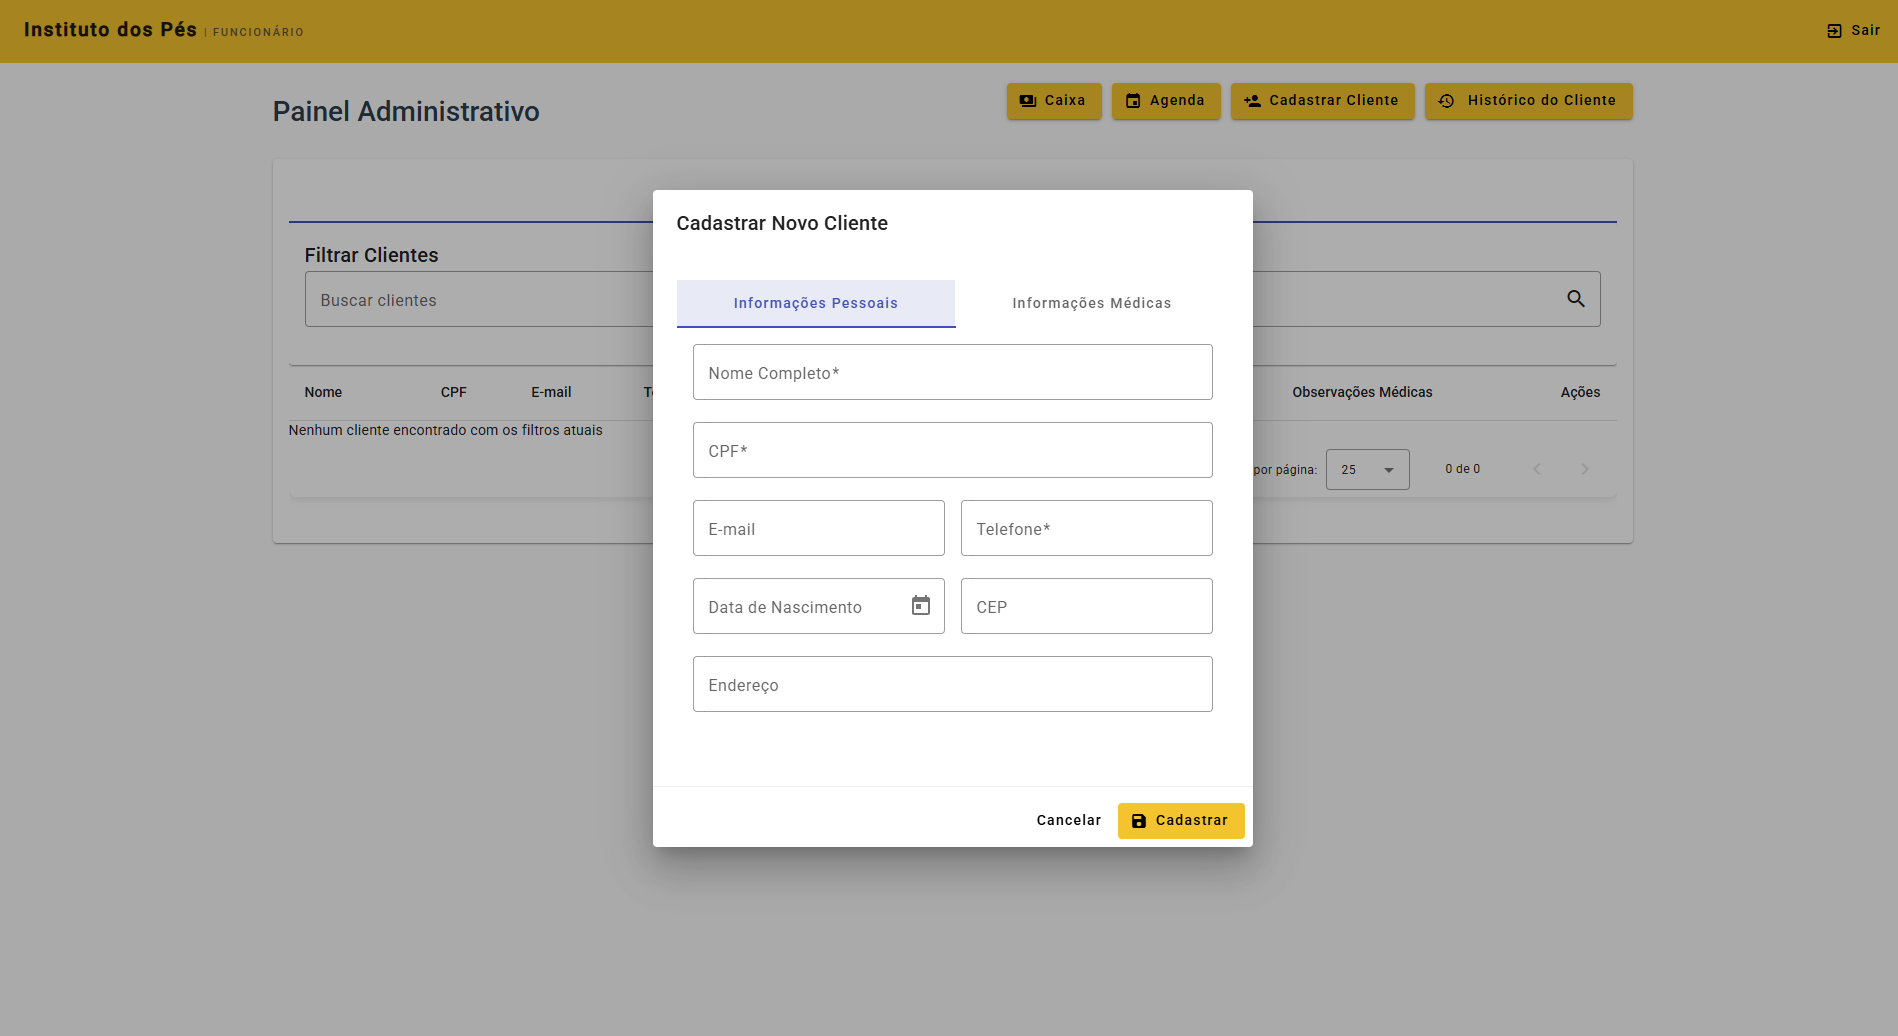 Instituto dos Pés | FUNCIONÁRIO
Sair
Painel Administrativo
Caixa
Agenda
Cadastrar Cliente
Histórico do Cliente
Filtrar Clientes
Buscar clientes
Nome CPF E-mail Observações Médicas Ações
Nenhum cliente encontrado com os filtros atuais
por página: 25 0 de 0
Cadastrar Novo Cliente
Informações Pessoais
Informações Médicas
Nome Completo*
CPF*
E-mail
Telefone*
Data de Nascimento
CEP
Endereço
Cancelar
Cadastrar